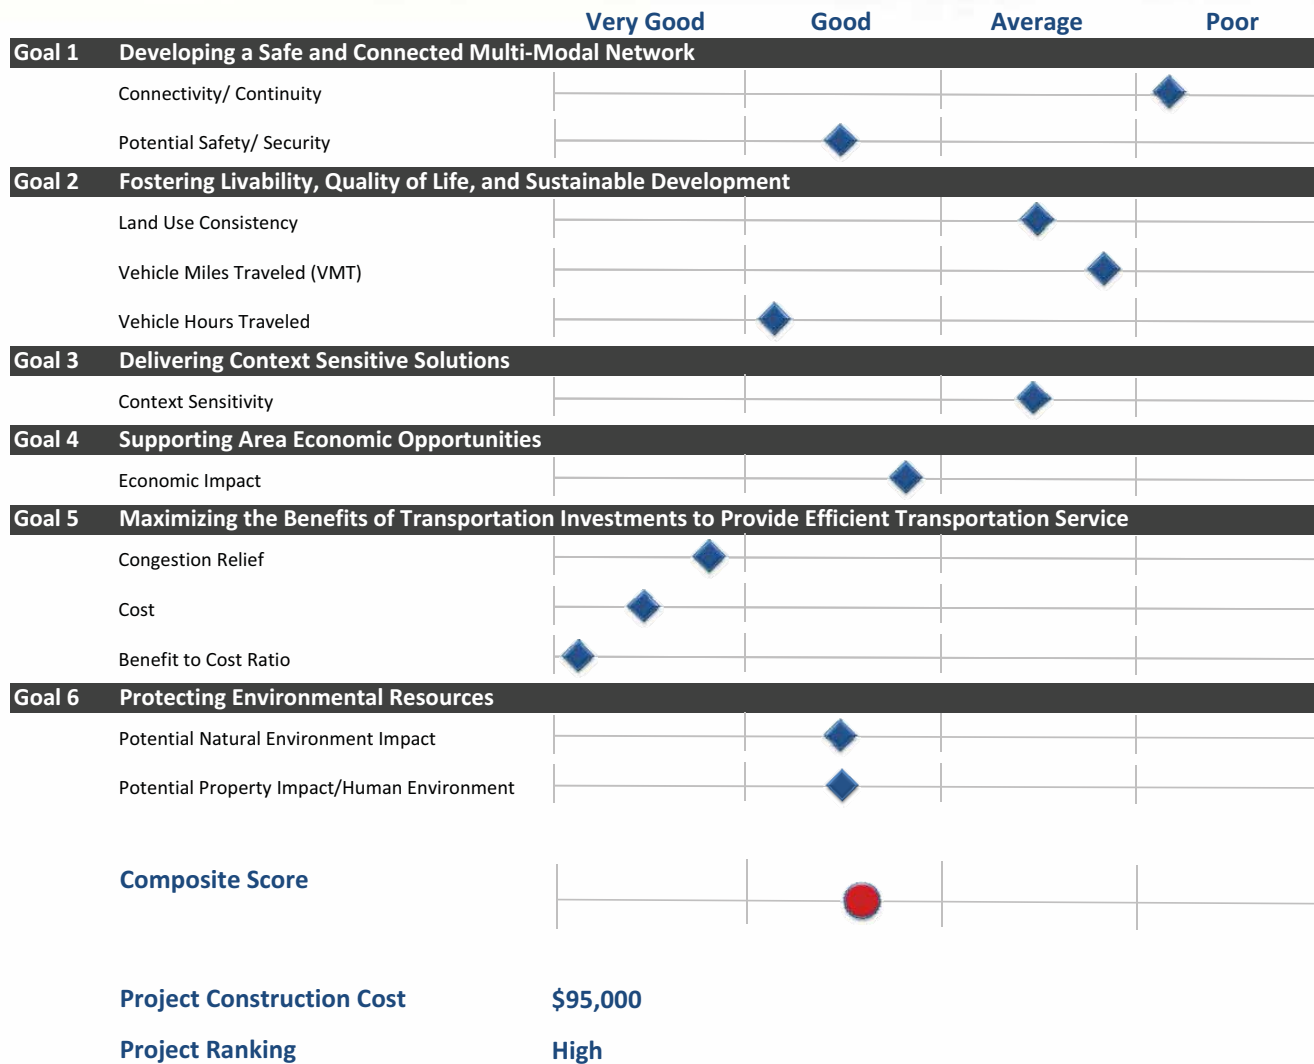 Very Good Good Average Poor
Goal 1 Developing a Safe and Connected Multi-Modal Network
Connectivity/ Continuity
Potential Safety/ Security
Goal 2 Fostering Livability, Quality of Life, and Sustainable Development
Land Use Consistency
Vehicle Miles Traveled (VMT)
Vehicle Hours Traveled
Goal 3 Delivering Context Sensitive Solutions
Context Sensitivity
Goal 4 Supporting Area Economic Opportunities
Economic Impact
Goal 5 Maximizing the Benefits of Transportation Investments to Provide Efficient Transportation Service
Congestion Relief
Cost
Benefit to Cost Ratio
Goal 6 Protecting Environmental Resources
Potential Natural Environment Impact
Potential Property Impact/Human Environment
Composite Score
Project Construction Cost $95,000
Project Ranking High